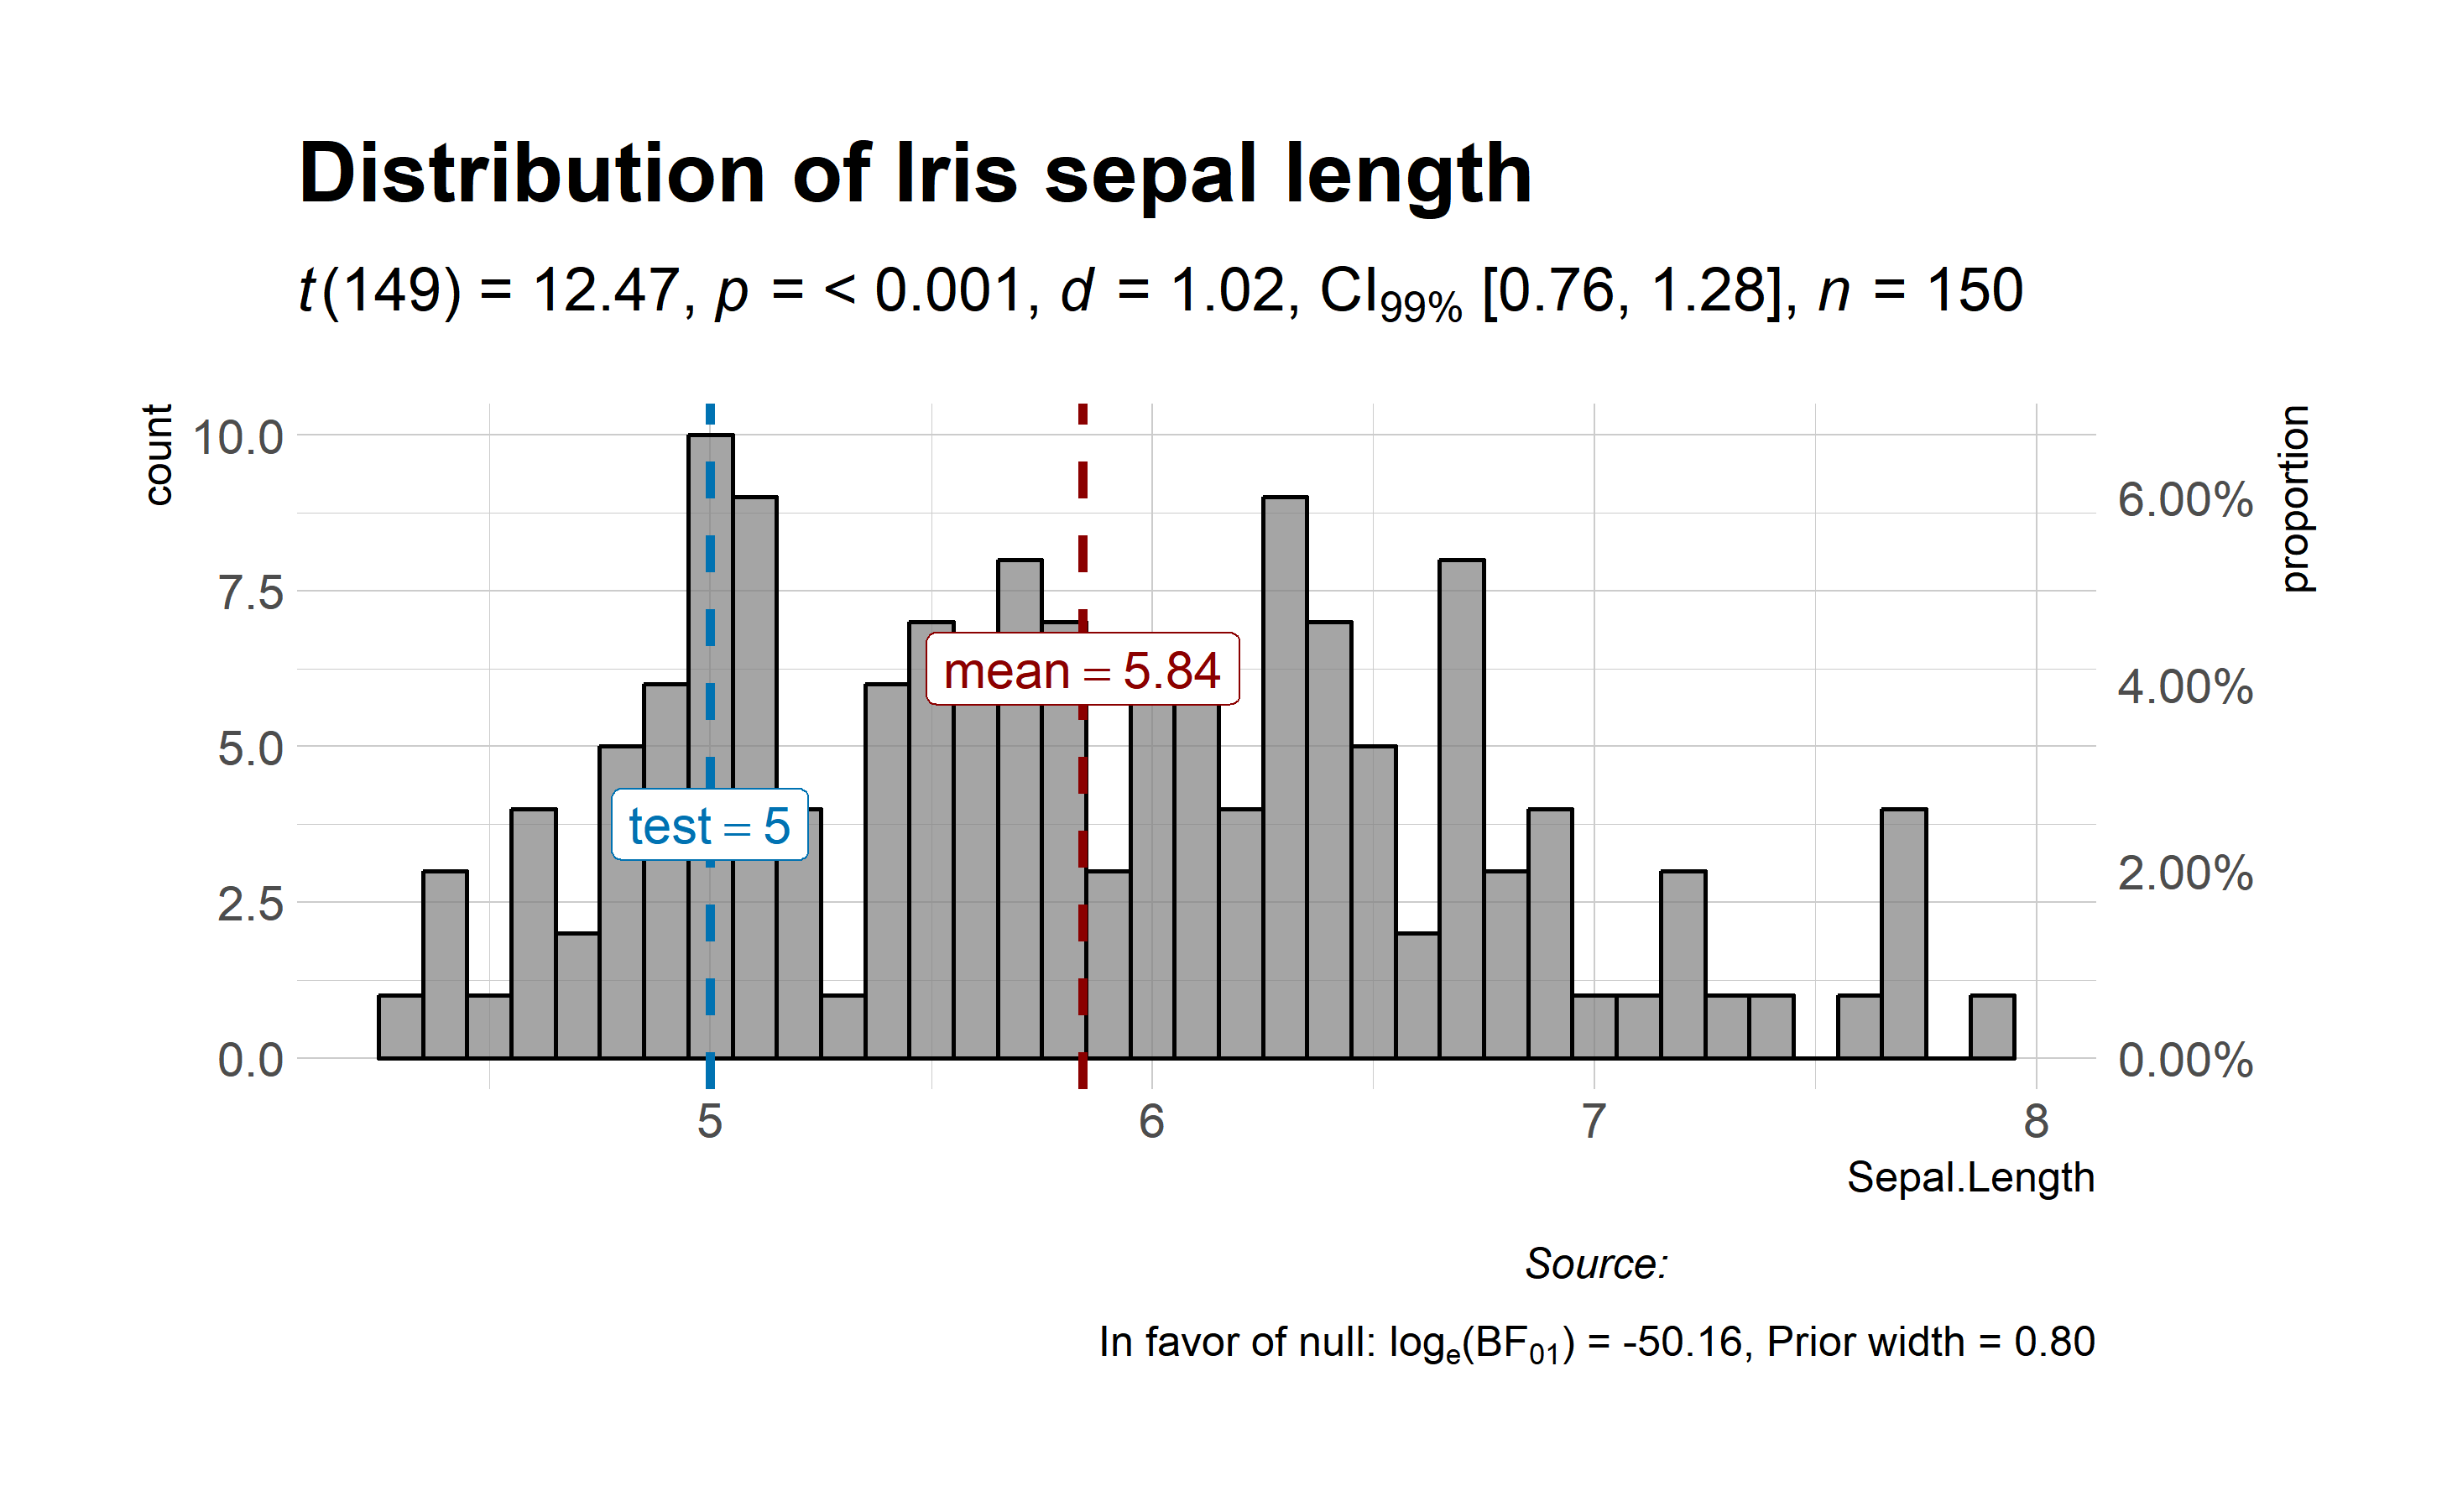 Distribution of Iris sepal length
t(149) = 12.47, p = < 0.001, d = 1.02, CI99% [0.76, 1.28], n = 150
count
proportion
10.0
7.5
5.0
2.5
0.0
6.00%
4.00%
2.00%
0.00%
mean = 5.84
test = 5
5 6 7 8
Sepal.Length
Source:
In favor of null: loge(BF01) = -50.16, Prior width = 0.80